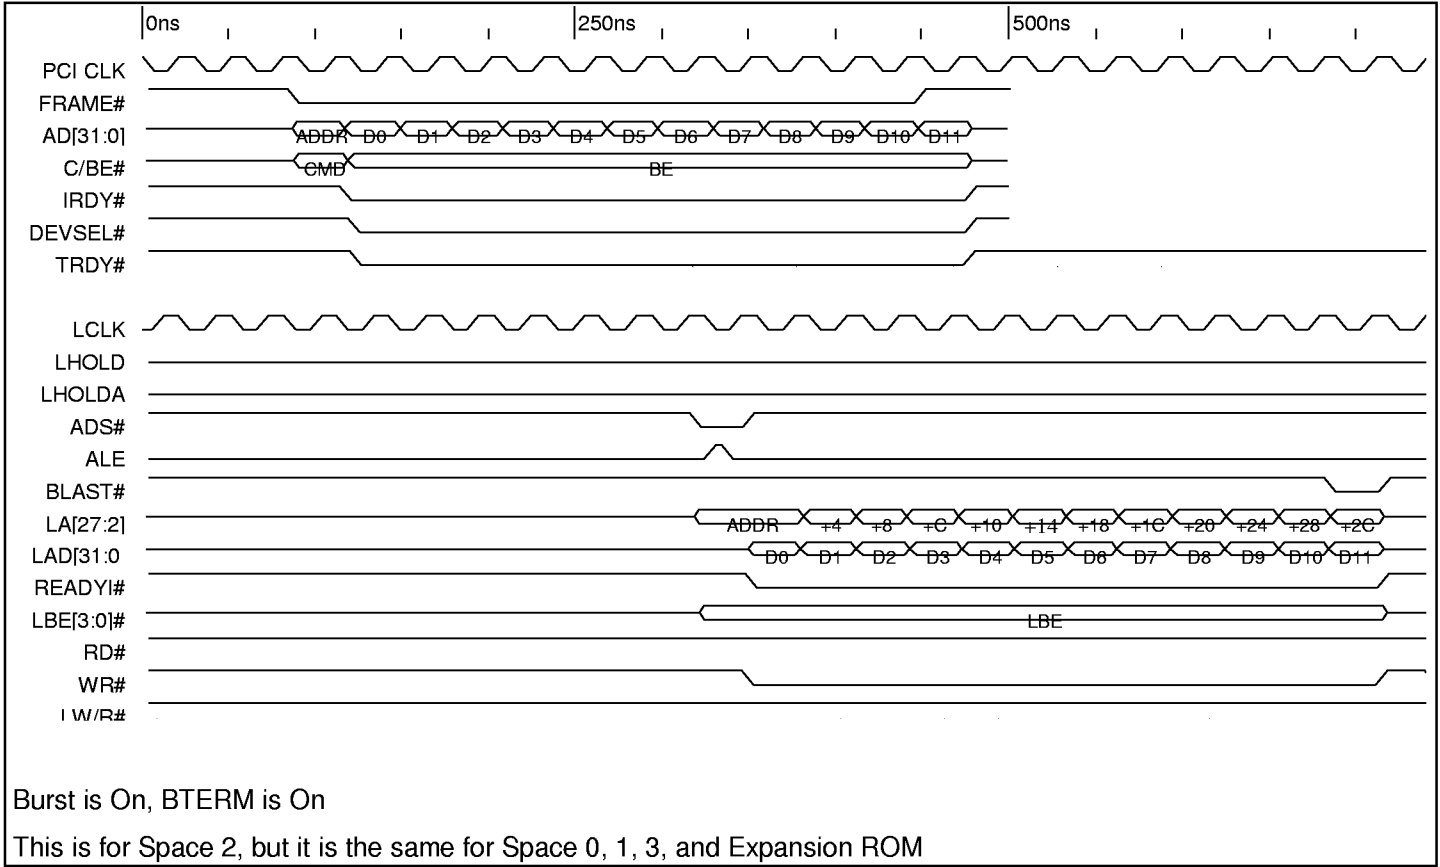 0ns 250ns 500ns
PCI CLK
FRAME#
AD[31:0] ADDR D0 D1 D2 D3 D4 D5 D6 D7 D8 D9 D10 D11
C/BE# CMD BE
IRDY#
DEVSEL#
TRDY#
LCLK
LHOLD
LHOLDA
ADS#
ALE
BLAST#
LA[27:2] ADDR +4 +8 +C +10 +14 +18 +1C +20 +24 +28 +2C
LAD[31:0 D0 D1 D2 D3 D4 D5 D6 D7 D8 D9 D10 D11
READYI#
LBE[3:0]# LBE
RD#
WR#
LW/R#
Burst is On, BTERM is On
This is for Space 2, but it is the same for Space 0, 1, 3, and Expansion ROM